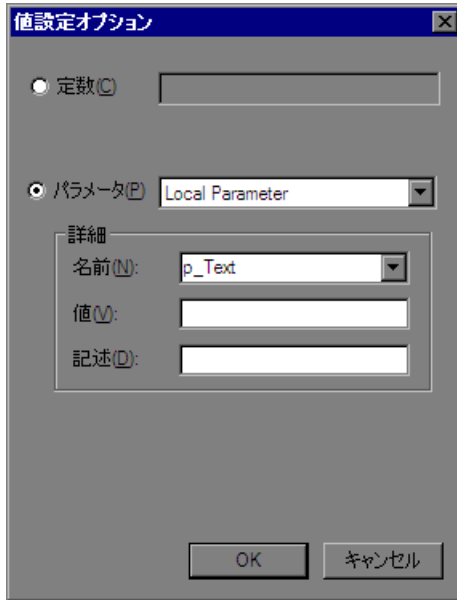 値設定オプション
定数(C)
パラメータ(P) Local Parameter
詳細
名前(N): p_Text
値(V):
記述(D):
OK キャンセル